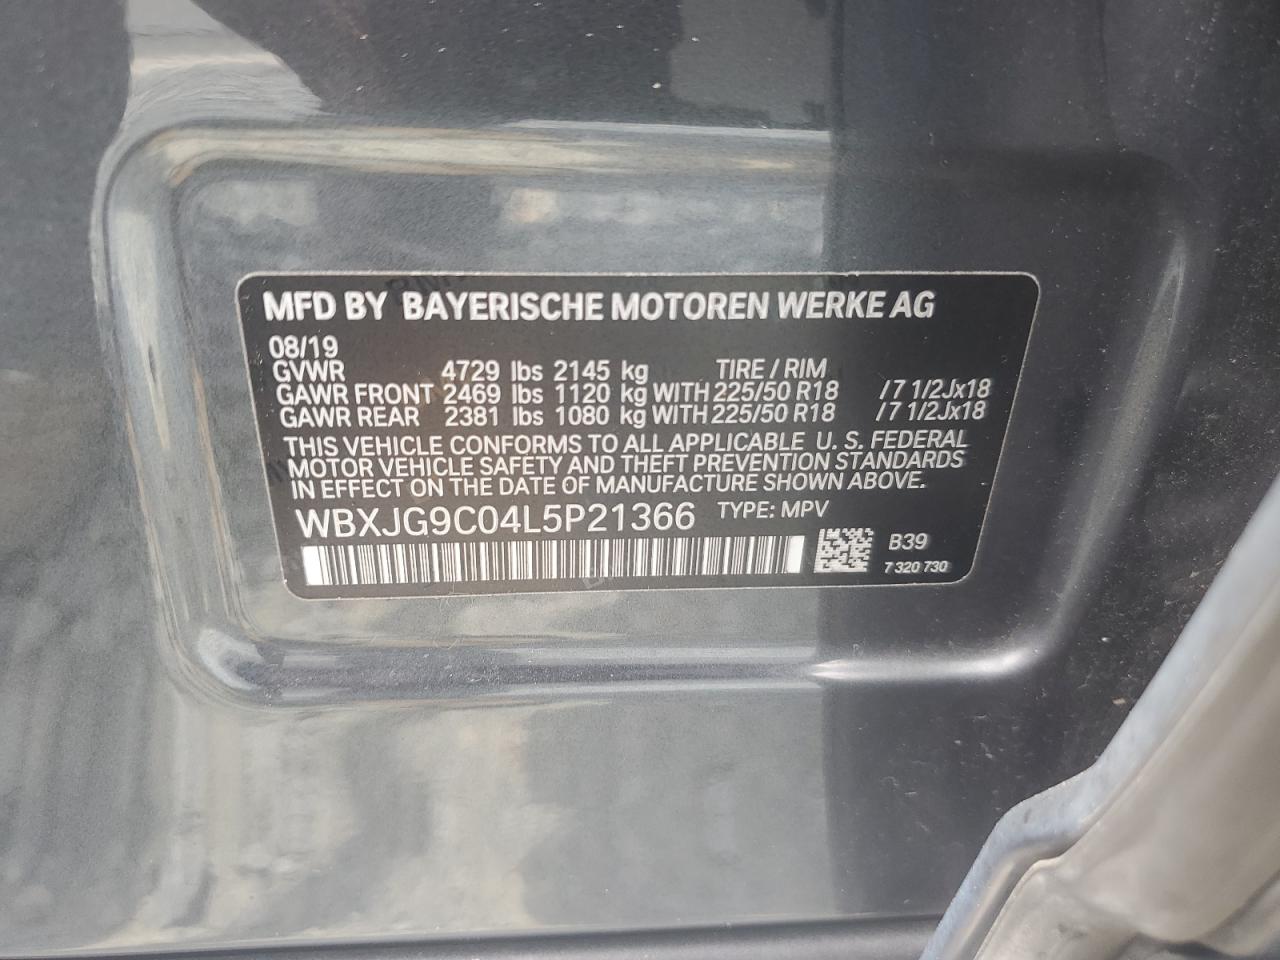 MFD BY BAYERISCHE MOTOREN WERKE AG
08/19
GVWR 4729 lbs 2145 kg TIRE / RIM
GAWR FRONT 2469 lbs 1120 kg WITH 225/50 R18 /7 1/2Jx18
GAWR REAR 2381 lbs 1080 kg WITH 225/50 R18 /7 1/2Jx18
THIS VEHICLE CONFORMS TO ALL APPLICABLE U. S. FEDERAL
MOTOR VEHICLE SAFETY AND THEFT PREVENTION STANDARDS
IN EFFECT ON THE DATE OF MANUFACTURE SHOWN ABOVE.
WBXJG9C04L5P21366 TYPE: MPV
B39
7 320 730